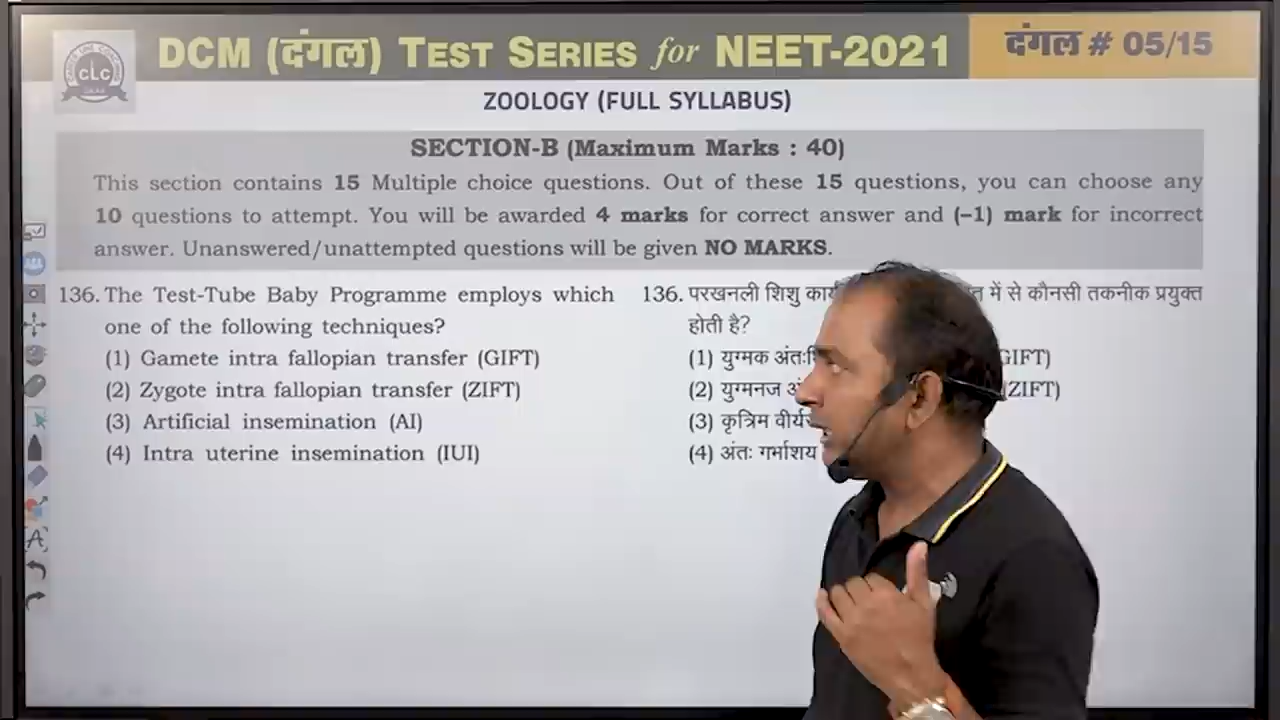 DCM (दंगल) TEST SERIES for NEET-2021
दंगल # 05/15
CLC
ZOOLOGY (FULL SYLLABUS)
SECTION-B (Maximum Marks : 40)
This section contains 15 Multiple choice questions. Out of these 15 questions, you can choose any
10 questions to attempt. You will be awarded 4 marks for correct answer and (–1) mark for incorrect
answer. Unanswered/unattempted questions will be given NO MARKS.
136. The Test-Tube Baby Programme employs which
one of the following techniques?
(1) Gamete intra fallopian transfer (GIFT)
(2) Zygote intra fallopian transfer (ZIFT)
(3) Artificial insemination (AI)
(4) Intra uterine insemination (IUI)
136. परखनली शिशु में से कौनसी तकनीक प्रयुक्त
होती है?
(1) युग्मक GIFT)
(2) युग्मनज (ZIFT)
(3) कृत्रिम
(4) अंतः गर्भाशय